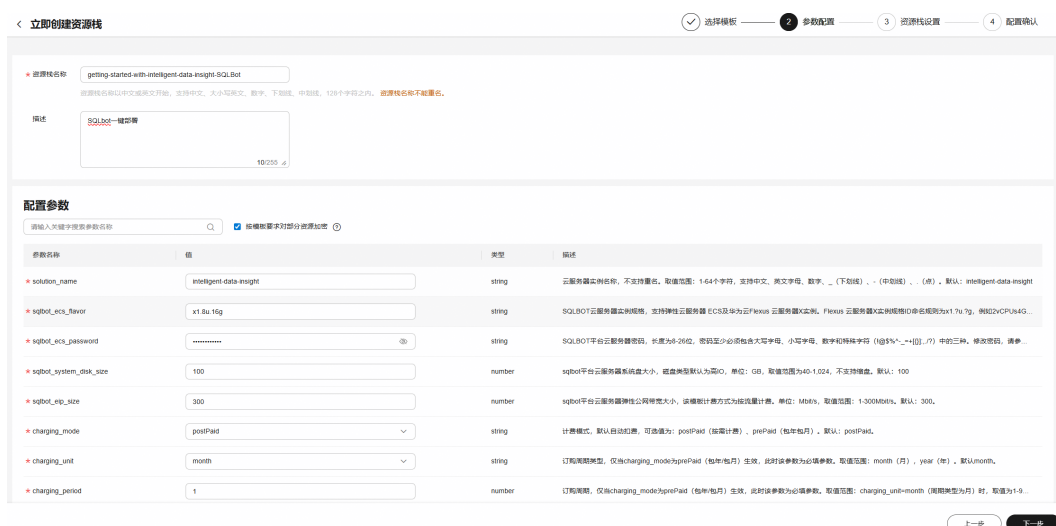 立即创建资源栈
选择模板
2 参数配置
3 资源栈设置
4 配置确认
* 资源栈名称 getting-started-with-intelligent-data-insight-SQLBot
资源栈名称以中文或英文开始，支持中文、大小写英文、数字、下划线、中划线，128个字符之内。 资源栈名称不能重名。
描述 SQLbot一键部署
10/255
配置参数
请输入关键字搜索参数名称 按模板要求对部分资源加密
参数名称 值 类型 描述
* solution_name intelligent-data-insight string 云服务器实例名称，不支持重名。取值范围：1-64个字符，支持中文、英文字母、数字、_（下划线）、-（中划线）、.（点）。默认：intelligent-data-insight
* sqlbot_ecs_flavor x1.8u.16g string SQLBOT云服务器实例规格，支持弹性云服务器 ECS及华为云Flexus 云服务器X实例。Flexus 云服务器X实例规格ID命名规则为x1.?u.?g，例如2vCPUs4G...
* sqlbot_ecs_password ············ string SQLBOT平台云服务器密码，长度为8-26位，密码至少必须包含大写字母、小写字母、数字和特殊字符（!@$%^-_=+[{}]:,./?）中的三种。修改密码，请参...
* sqlbot_system_disk_size 100 number sqlbot平台云服务器系统盘大小，磁盘类型默认为高IO，单位：GB，取值范围为40-1,024，不支持缩盘。默认：100
* sqlbot_eip_size 300 number sqlbot平台云服务器弹性公网带宽大小，该模板计费方式为按流量计费。单位：Mbit/s，取值范围：1-300Mbit/s。默认：300。
* charging_mode postPaid string 计费模式，默认自动扣费，可选值为：postPaid（按需计费）、prePaid（包年包月）。默认：postPaid。
* charging_unit month string 订购周期类型，仅当charging_mode为prePaid（包年/包月）生效，此时该参数为必填参数。取值范围：month（月），year（年）。默认month。
* charging_period 1 number 订购周期，仅当charging_mode为prePaid（包年/包月）生效，此时该参数为必填参数。取值范围：charging_unit=month（周期类型为月）时，取值为1-9...
上一步 下一步